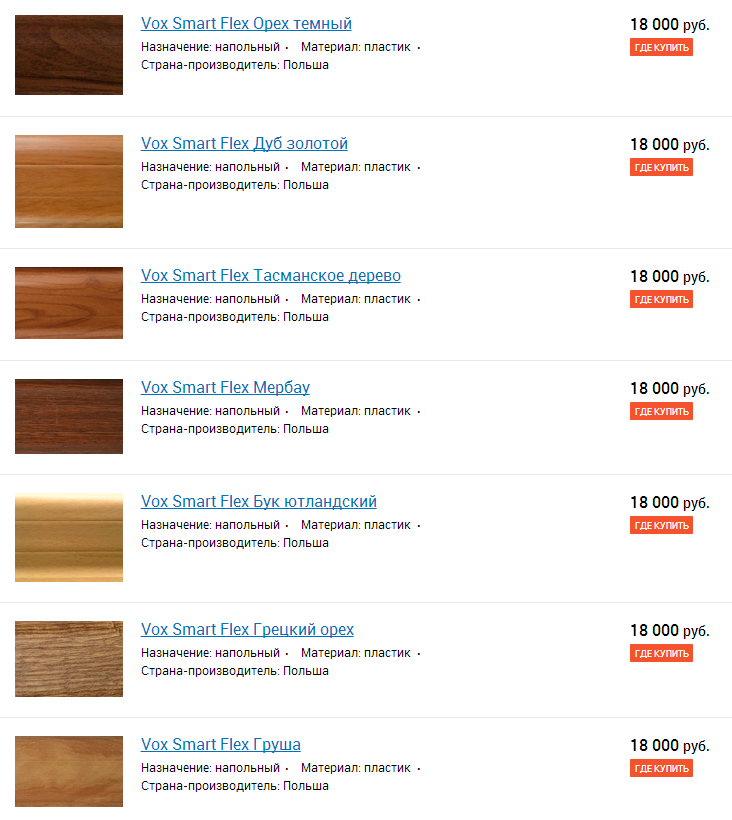 Vox Smart Flex Орех темный
18 000 руб.
Назначение: напольный · Материал: пластик ·
ГДЕ КУПИТЬ
Страна-производитель: Польша
Vox Smart Flex Дуб золотой
18 000 руб.
Назначение: напольный · Материал: пластик ·
ГДЕ КУПИТЬ
Страна-производитель: Польша
Vox Smart Flex Тасманское дерево
18 000 руб.
Назначение: напольный · Материал: пластик ·
ГДЕ КУПИТЬ
Страна-производитель: Польша
Vox Smart Flex Мербау
18 000 руб.
Назначение: напольный · Материал: пластик ·
ГДЕ КУПИТЬ
Страна-производитель: Польша
Vox Smart Flex Бук ютландский
18 000 руб.
Назначение: напольный · Материал: пластик ·
ГДЕ КУПИТЬ
Страна-производитель: Польша
Vox Smart Flex Грецкий орех
18 000 руб.
Назначение: напольный · Материал: пластик ·
ГДЕ КУПИТЬ
Страна-производитель: Польша
Vox Smart Flex Груша
18 000 руб.
Назначение: напольный · Материал: пластик ·
ГДЕ КУПИТЬ
Страна-производитель: Польша